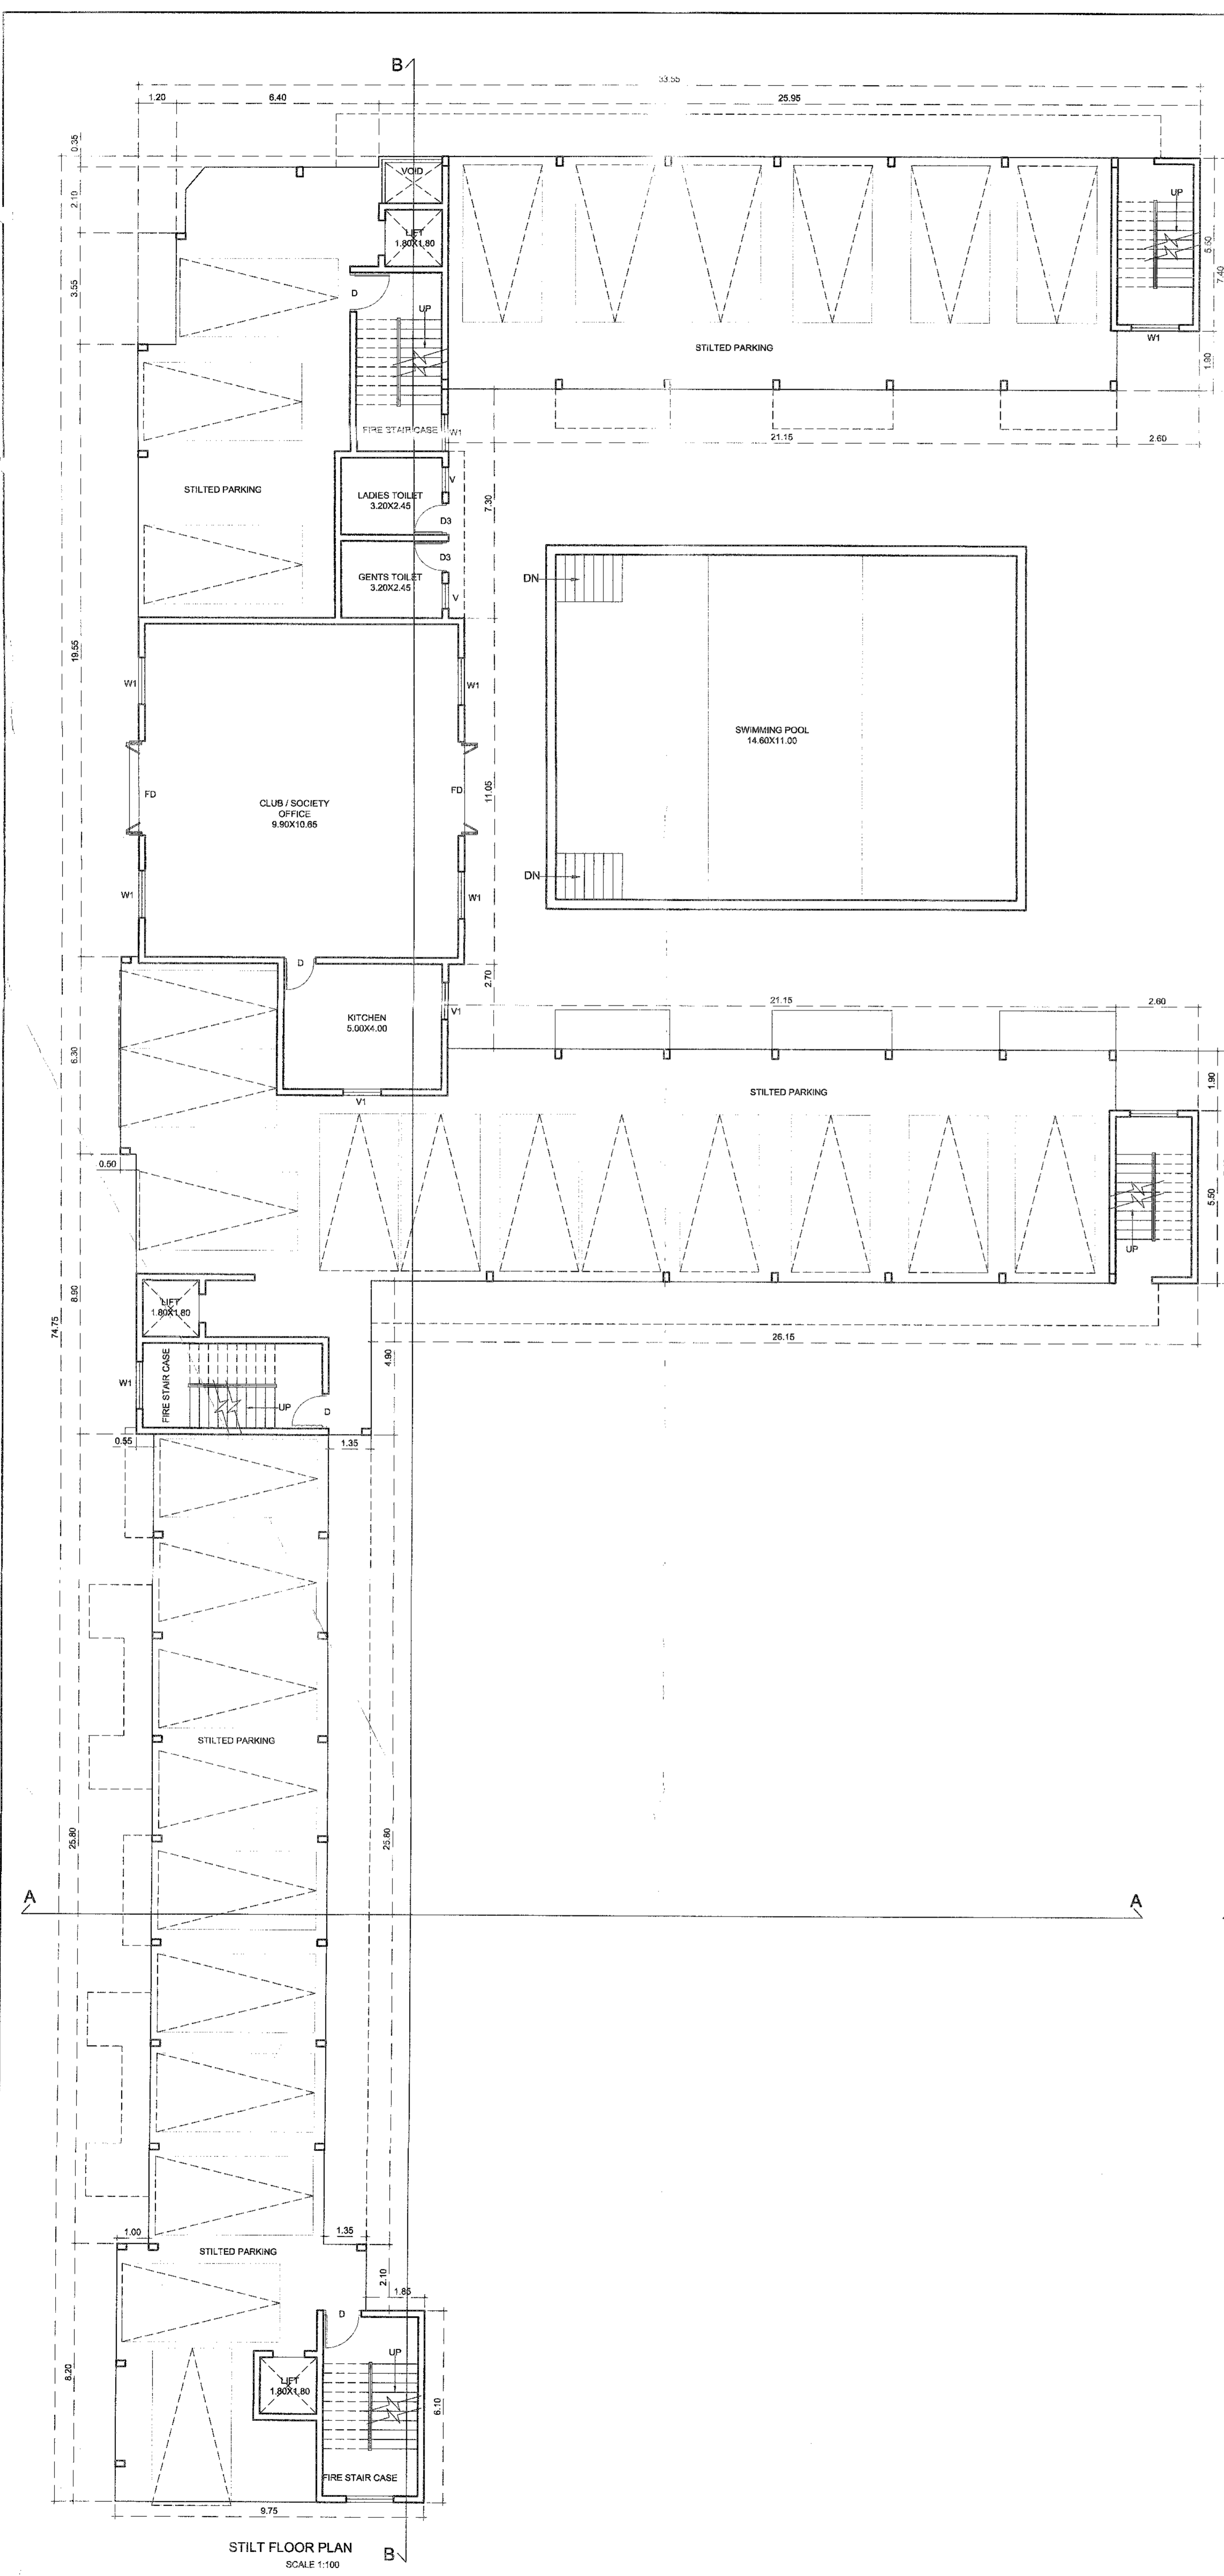 B
33.55
1.20
6.40
25.95
0.35
2.10
3.55
19.55
VOID
LIFT
1.80X1.80
D
UP
FIRE STAIR CASE
W1
UP
5.50
7.40
W1
1.90
STILTED PARKING
21.15
2.60
STILTED PARKING
LADIES TOILET
3.20X2.45
V
D3
7.30
GENTS TOILET
3.20X2.45
D3
V
DN
DN
SWIMMING POOL
14.60X11.00
W1
W1
FD
FD
CLUB / SOCIETY
OFFICE
9.90X10.65
11.05
W1
W1
D
2.70
KITCHEN
5.00X4.00
V1
V1
21.15
2.60
6.30
STILTED PARKING
1.90
5.50
UP
0.50
8.90
74.75
LIFT
1.80X1.80
26.15
4.90
W1
FIRE STAIR CASE
UP
D
0.55
1.35
STILTED PARKING
25.80
25.80
A
A
1.00
1.35
STILTED PARKING
2.10
1.85
D
UP
LIFT
1.80X1.80
8.20
6.10
FIRE STAIR CASE
9.75
STILT FLOOR PLAN
SCALE 1:100
B